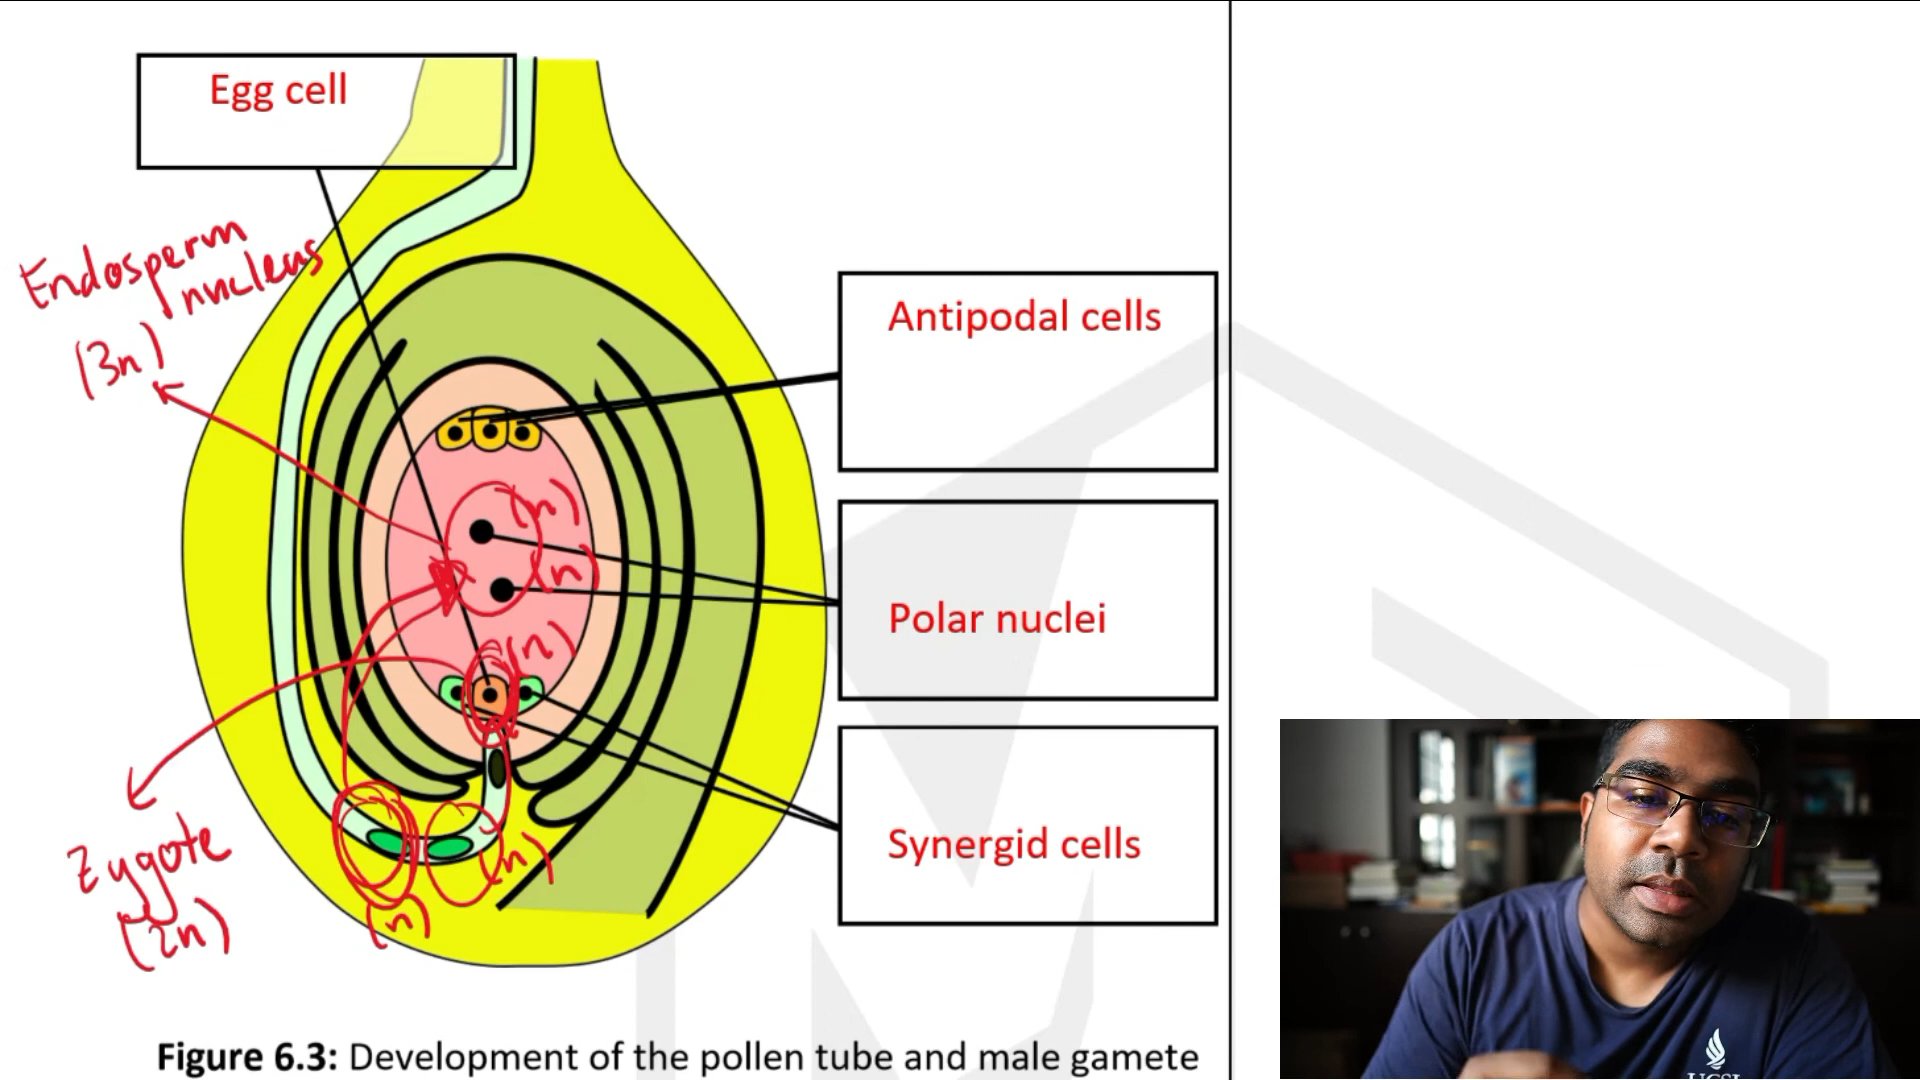 Egg cell
Endosperm
nucleus
(3n)
Antipodal cells
(n)
(n)
Polar nuclei
(n)
Synergid cells
Zygote
(2n)
(n)
(n)
Figure 6.3: Development of the pollen tube and male gamete